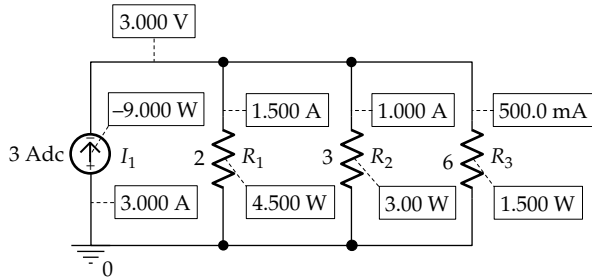 3.000 V
–9.000 W
1.500 A
1.000 A
500.0 mA
3 Adc
I1
2
R1
3
R2
6
R3
3.000 A
4.500 W
3.00 W
1.500 W
0